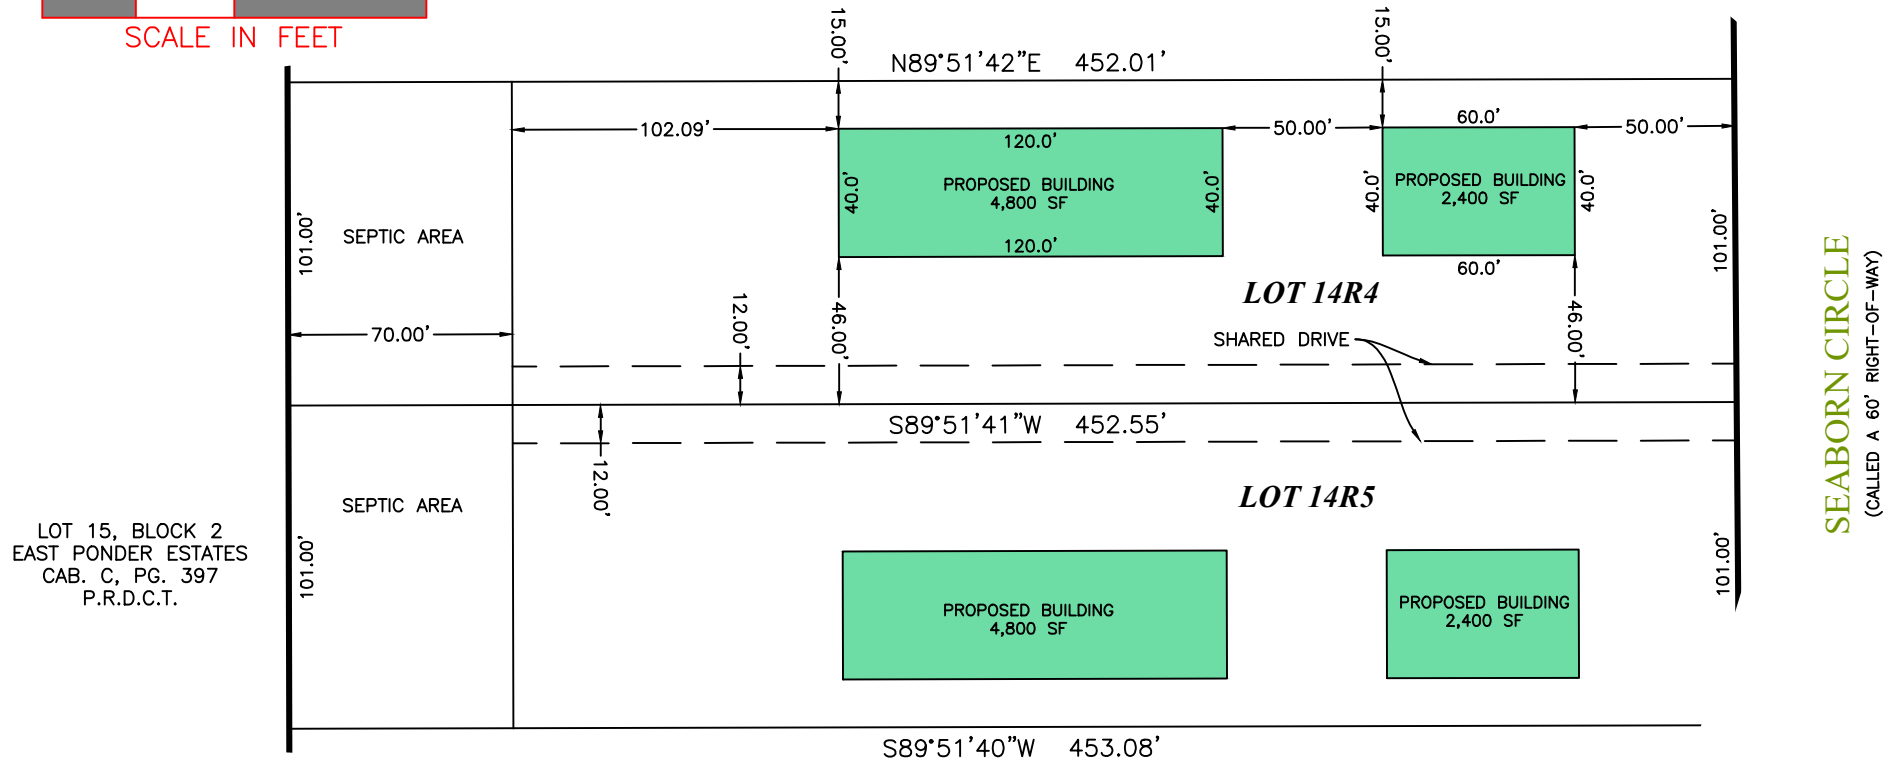 SCALE IN FEET
15.00'
15.00'
N89°51'42"E 452.01'
102.09'
120.0'
50.00'
60.0'
50.00'
PROPOSED BUILDING
4,800 SF
40.0'
40.0'
PROPOSED BUILDING
2,400 SF
40.0'
40.0'
101.00'
SEPTIC AREA
120.0'
60.0'
101.00'
LOT 14R4
12.00'
46.00'
46.00'
70.00'
SHARED DRIVE
S89°51'41"W 452.55'
12.00'
LOT 14R5
SEPTIC AREA
LOT 15, BLOCK 2
EAST PONDER ESTATES
CAB. C, PG. 397
P.R.D.C.T.
101.00'
PROPOSED BUILDING
4,800 SF
PROPOSED BUILDING
2,400 SF
101.00'
S89°51'40"W 453.08'
SEABORN CIRCLE
(CALLED A 60' RIGHT-OF-WAY)